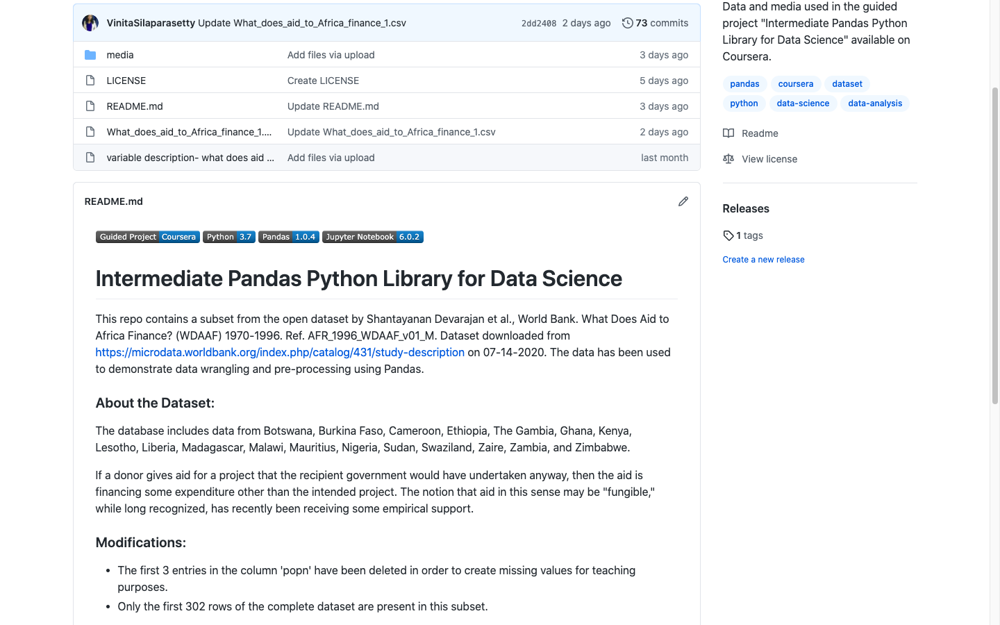 VinitaSilaparasetty Update What_does_aid_to_Africa_finance_1.csv 2dd2408 2 days ago 73 commits
media Add files via upload 3 days ago
LICENSE Create LICENSE 5 days ago
README.md Update README.md 3 days ago
What_does_aid_to_Africa_finance_1.... Update What_does_aid_to_Africa_finance_1.csv 2 days ago
variable description- what does aid ... Add files via upload last month
README.md
Guided Project Coursera Python 3.7 Pandas 1.0.4 Jupyter Notebook 6.0.2
Intermediate Pandas Python Library for Data Science
This repo contains a subset from the open dataset by Shantayanan Devarajan et al., World Bank. What Does Aid to
Africa Finance? (WDAAF) 1970-1996. Ref. AFR_1996_WDAAF_v01_M. Dataset downloaded from
https://microdata.worldbank.org/index.php/catalog/431/study-description on 07-14-2020. The data has been used
to demonstrate data wrangling and pre-processing using Pandas.
About the Dataset:
The database includes data from Botswana, Burkina Faso, Cameroon, Ethiopia, The Gambia, Ghana, Kenya,
Lesotho, Liberia, Madagascar, Malawi, Mauritius, Nigeria, Sudan, Swaziland, Zaire, Zambia, and Zimbabwe.
If a donor gives aid for a project that the recipient government would have undertaken anyway, then the aid is
financing some expenditure other than the intended project. The notion that aid in this sense may be "fungible,"
while long recognized, has recently been receiving some empirical support.
Modifications:
• The first 3 entries in the column 'popn' have been deleted in order to create missing values for teaching
purposes.
• Only the first 302 rows of the complete dataset are present in this subset.
Data and media used in the guided
project "Intermediate Pandas Python
Library for Data Science" available on
Coursera.
pandas coursera dataset
python data-science data-analysis
Readme
View license
Releases
1 tags
Create a new release